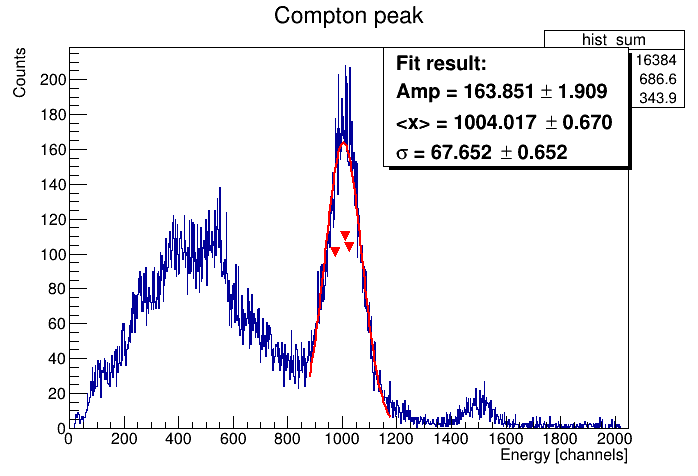 Compton peak
hist sum
16384
686.6
343.9
Fit result:
Amp = 163.851 ± 1.909
<x> = 1004.017 ± 0.670
σ = 67.652 ± 0.652
Counts
200
180
160
140
120
100
80
60
40
20
0
0 200 400 600 800 1000 1200 1400 1600 1800 2000
Energy [channels]